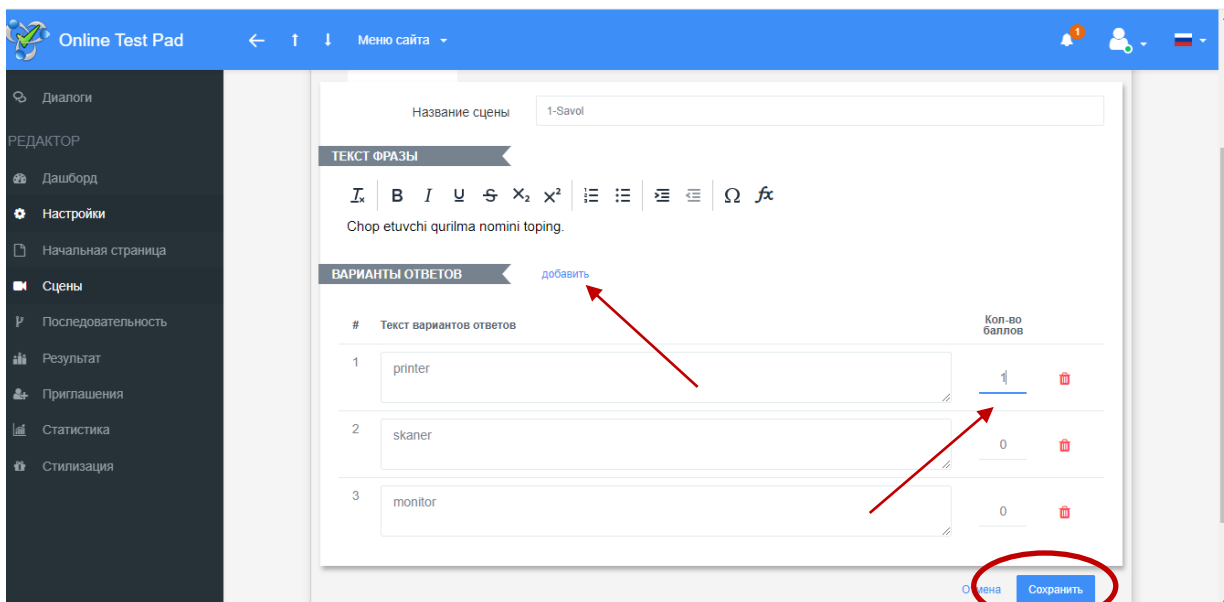 Online Test Pad
Меню сайта
1
Диалоги
РЕДАКТОР
Дашборд
Настройки
Начальная страница
Сцены
Последовательность
Результат
Приглашения
Статистика
Стилизация
Название сцены 1-Savol
ТЕКСТ ФРАЗЫ
Chop etuvchi qurilma nomini toping.
ВАРИАНТЫ ОТВЕТОВ добавить
# Текст вариантов ответов Кол-во баллов
1 printer 1
2 skaner 0
3 monitor 0
Отмена Сохранить